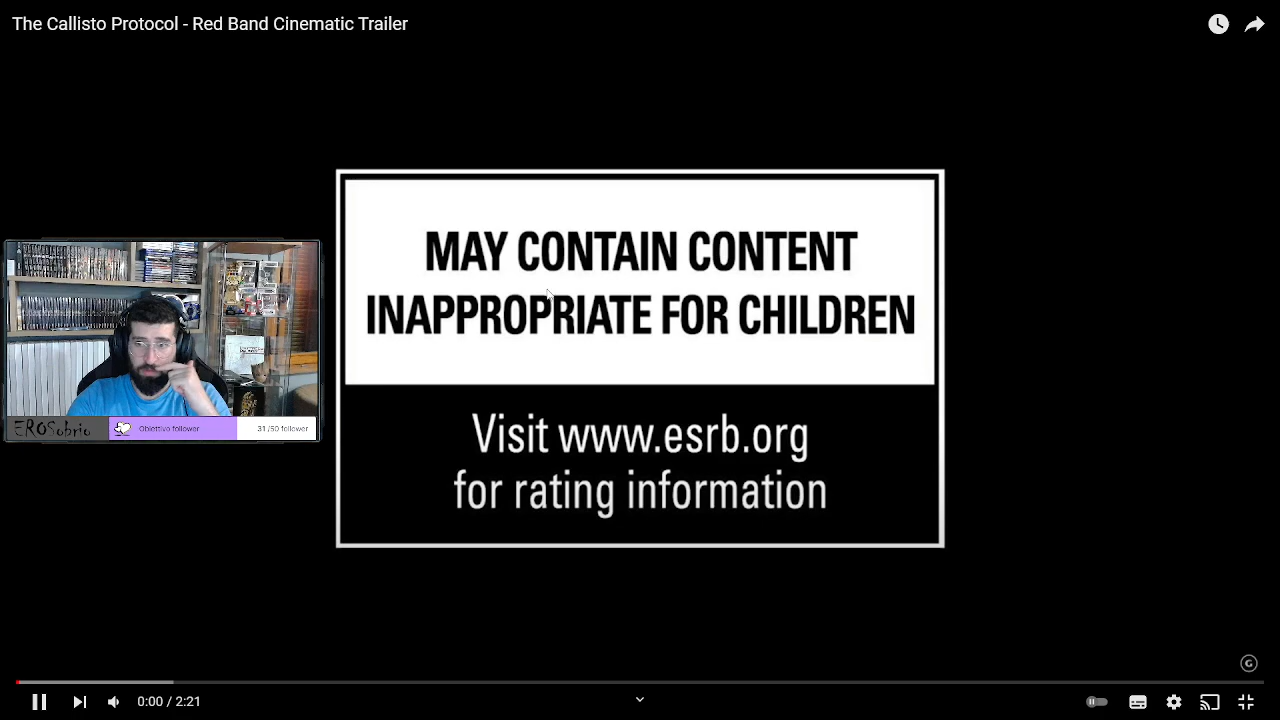 The Callisto Protocol - Red Band Cinematic Trailer
MAY CONTAIN CONTENT
INAPPROPRIATE FOR CHILDREN
Visit www.esrb.org
for rating information
EROSobrio
Obiettivo follower
31 /50 follower
G
0:00 / 2:21